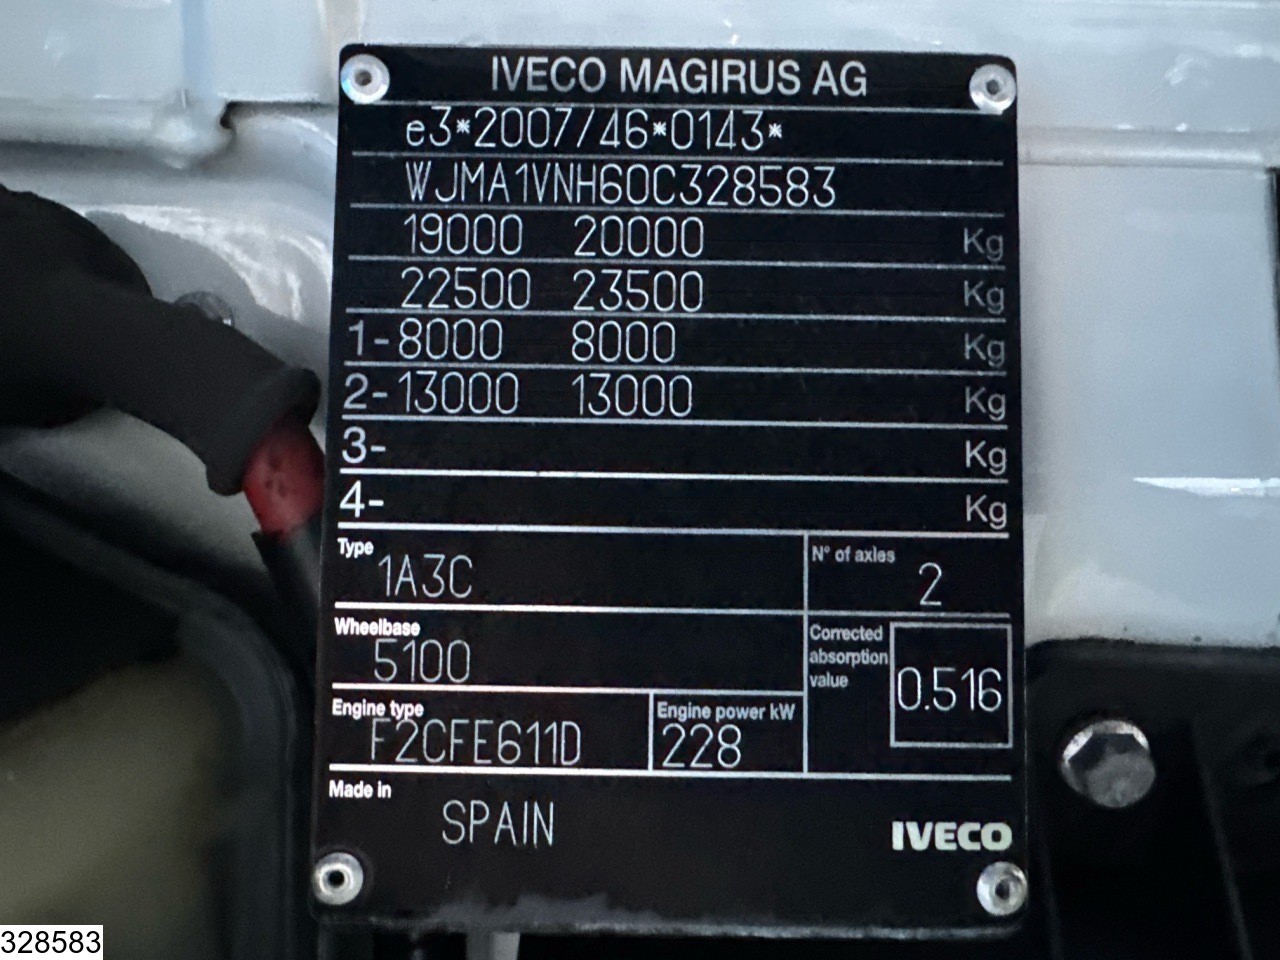 IVECO MAGIRUS AG
e3*2007/46*0143*
WJMA1VNH60C328583
19000 20000 Kg
22500 23500 Kg
1- 8000 8000 Kg
2- 13000 13000 Kg
3- Kg
4- Kg
Type
1A3C
N° of axles
2
Wheelbase
5100
Corrected
absorption
value
0.516
Engine type
F2CFE611D
Engine power kW
228
Made in
SPAIN
IVECO
328583